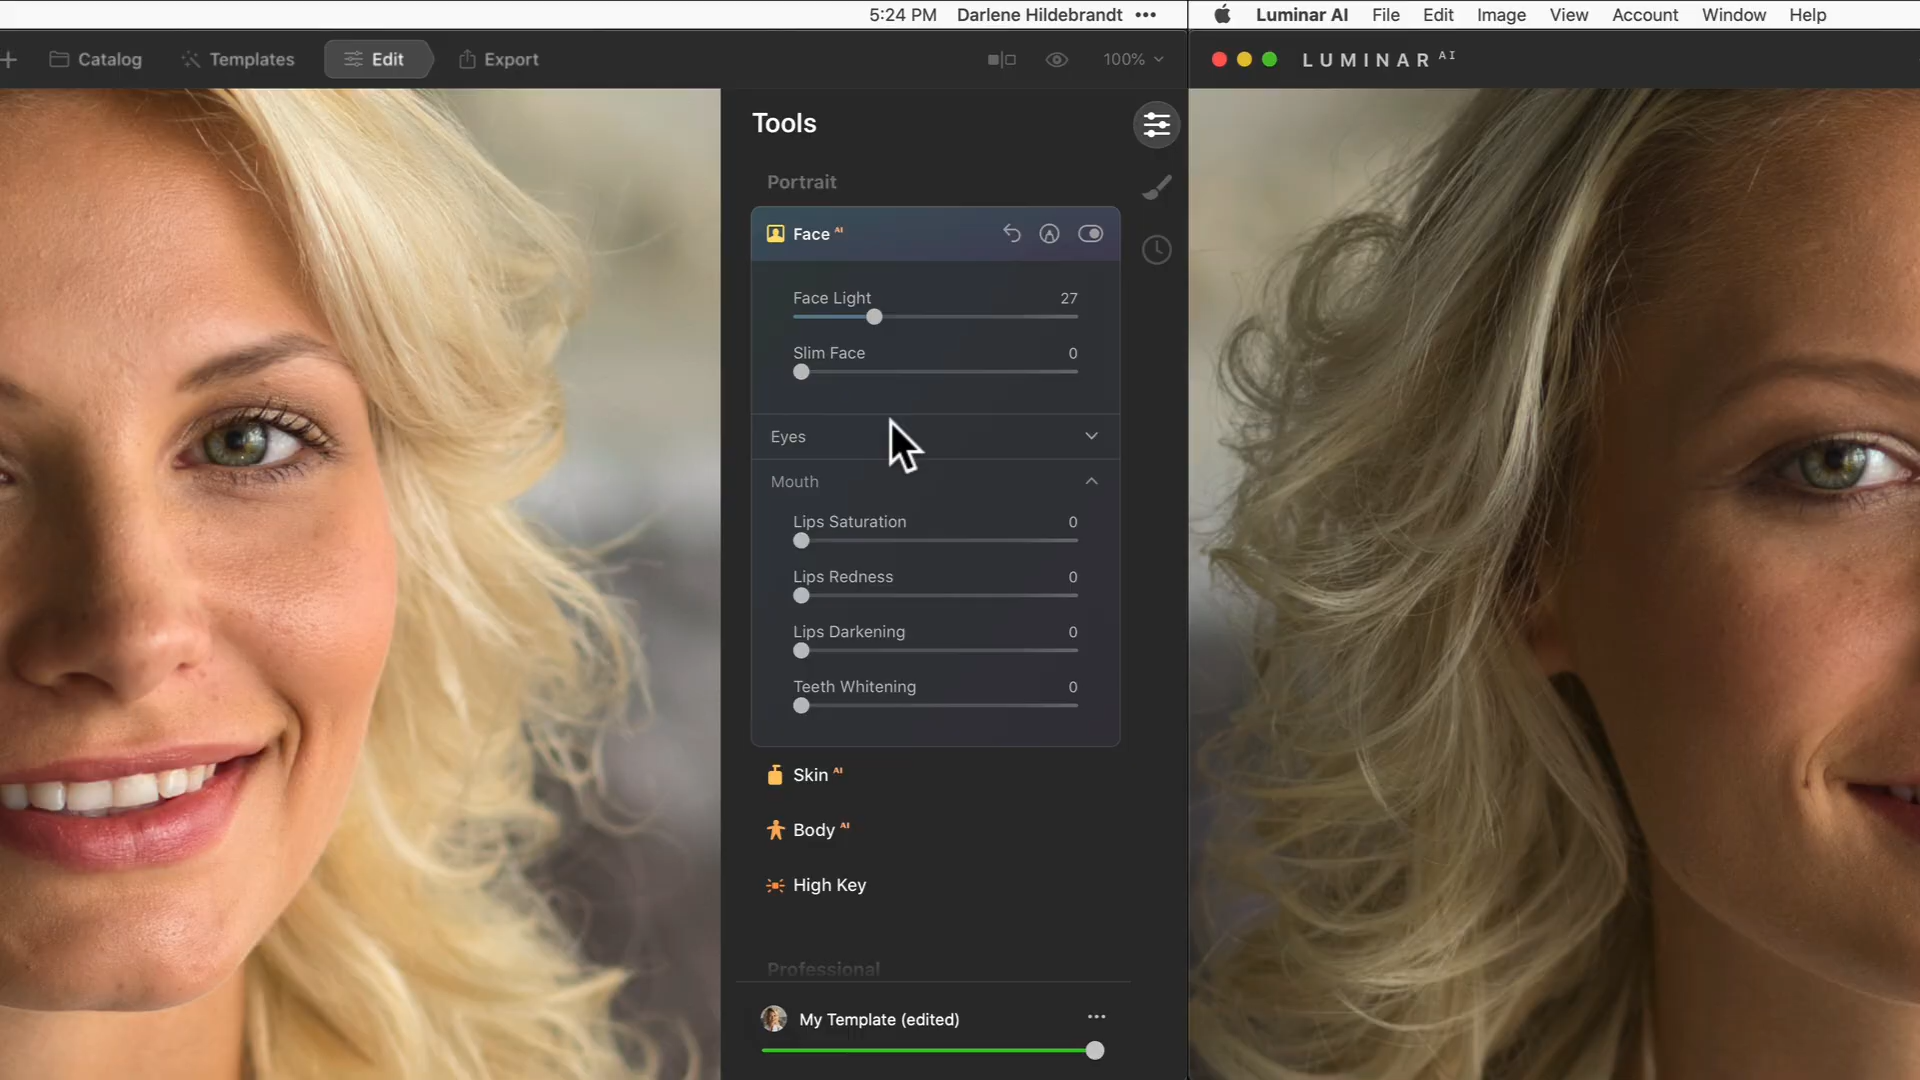 5:24 PM Darlene Hildebrandt •••
Luminar AI File Edit Image View Account Window Help
Catalog Templates Edit Export 100%
LUMINAR AI
Tools
Portrait
Face AI
Face Light 27
Slim Face 0
Eyes
Mouth
Lips Saturation 0
Lips Redness 0
Lips Darkening 0
Teeth Whitening 0
Skin AI
Body AI
High Key
Professional
My Template (edited) •••